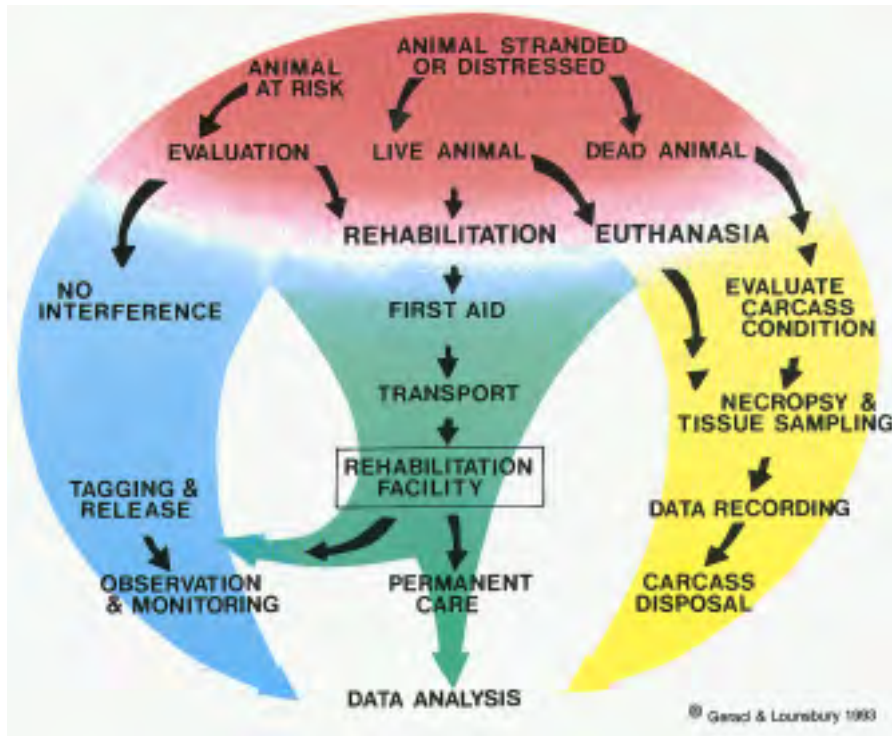 ANIMAL STRANDED
OR DISTRESSED
ANIMAL
AT RISK
EVALUATION
LIVE ANIMAL
DEAD ANIMAL
REHABILITATION
EUTHANASIA
NO
INTERFERENCE
FIRST AID
EVALUATE
CARCASS
CONDITION
TRANSPORT
NECROPSY &
TISSUE SAMPLING
REHABILITATION
FACILITY
TAGGING &
RELEASE
DATA RECORDING
OBSERVATION
& MONITORING
PERMANENT
CARE
CARCASS
DISPOSAL
DATA ANALYSIS
© Geraci & Lounsbury 1993